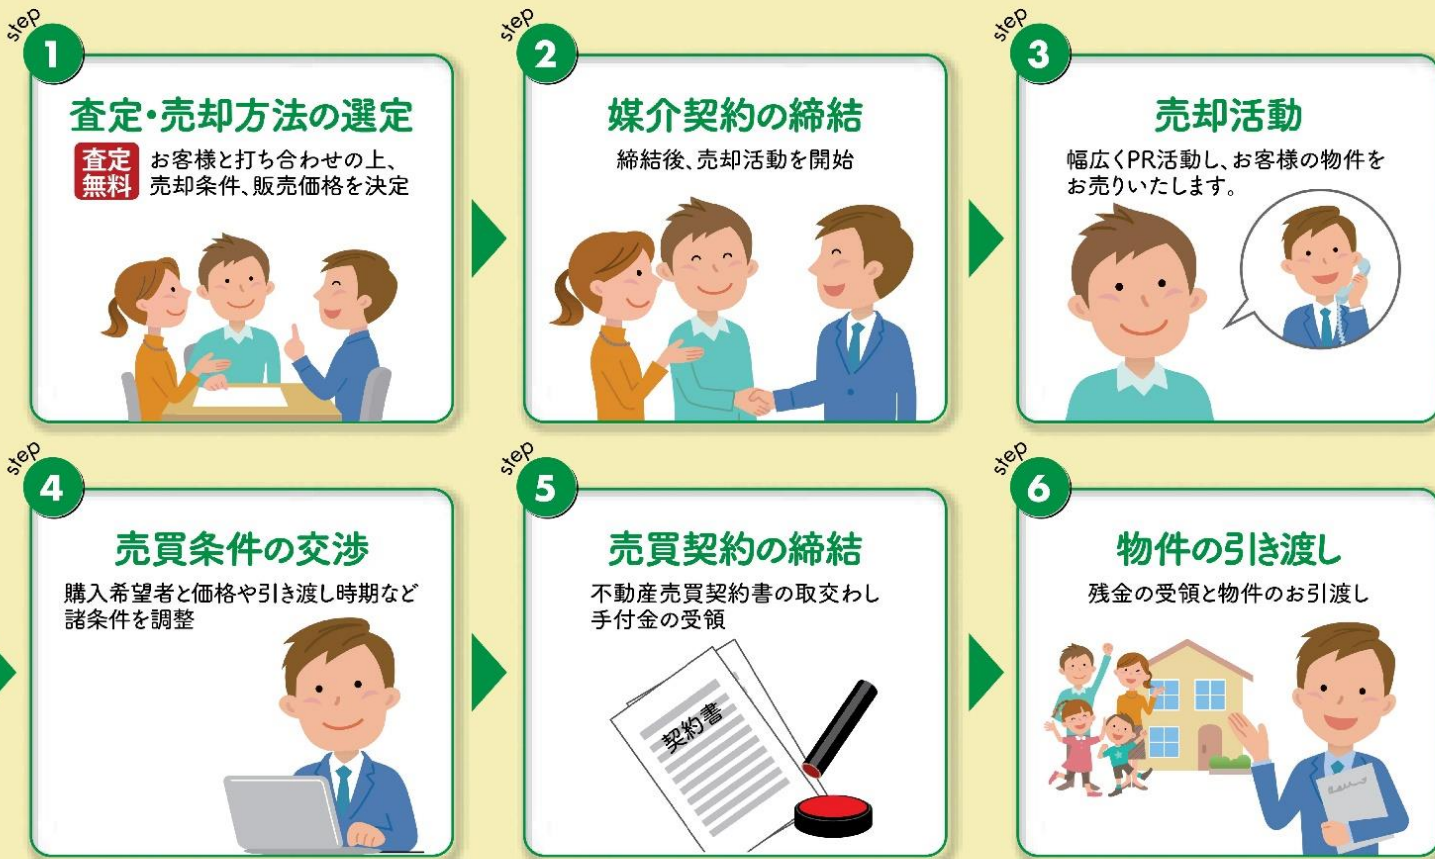 step
1
査定・売却方法の選定
査定
無料
お客様と打ち合わせの上、
売却条件、販売価格を決定
step
2
媒介契約の締結
締結後、売却活動を開始
step
3
売却活動
幅広くPR活動し、お客様の物件を
お売りいたします。
step
4
売買条件の交渉
購入希望者と価格や引き渡し時期など
諸条件を調整
step
5
売買契約の締結
不動産売買契約書の取交わし
手付金の受領
契約書
step
6
物件の引き渡し
残金の受領と物件のお引渡し